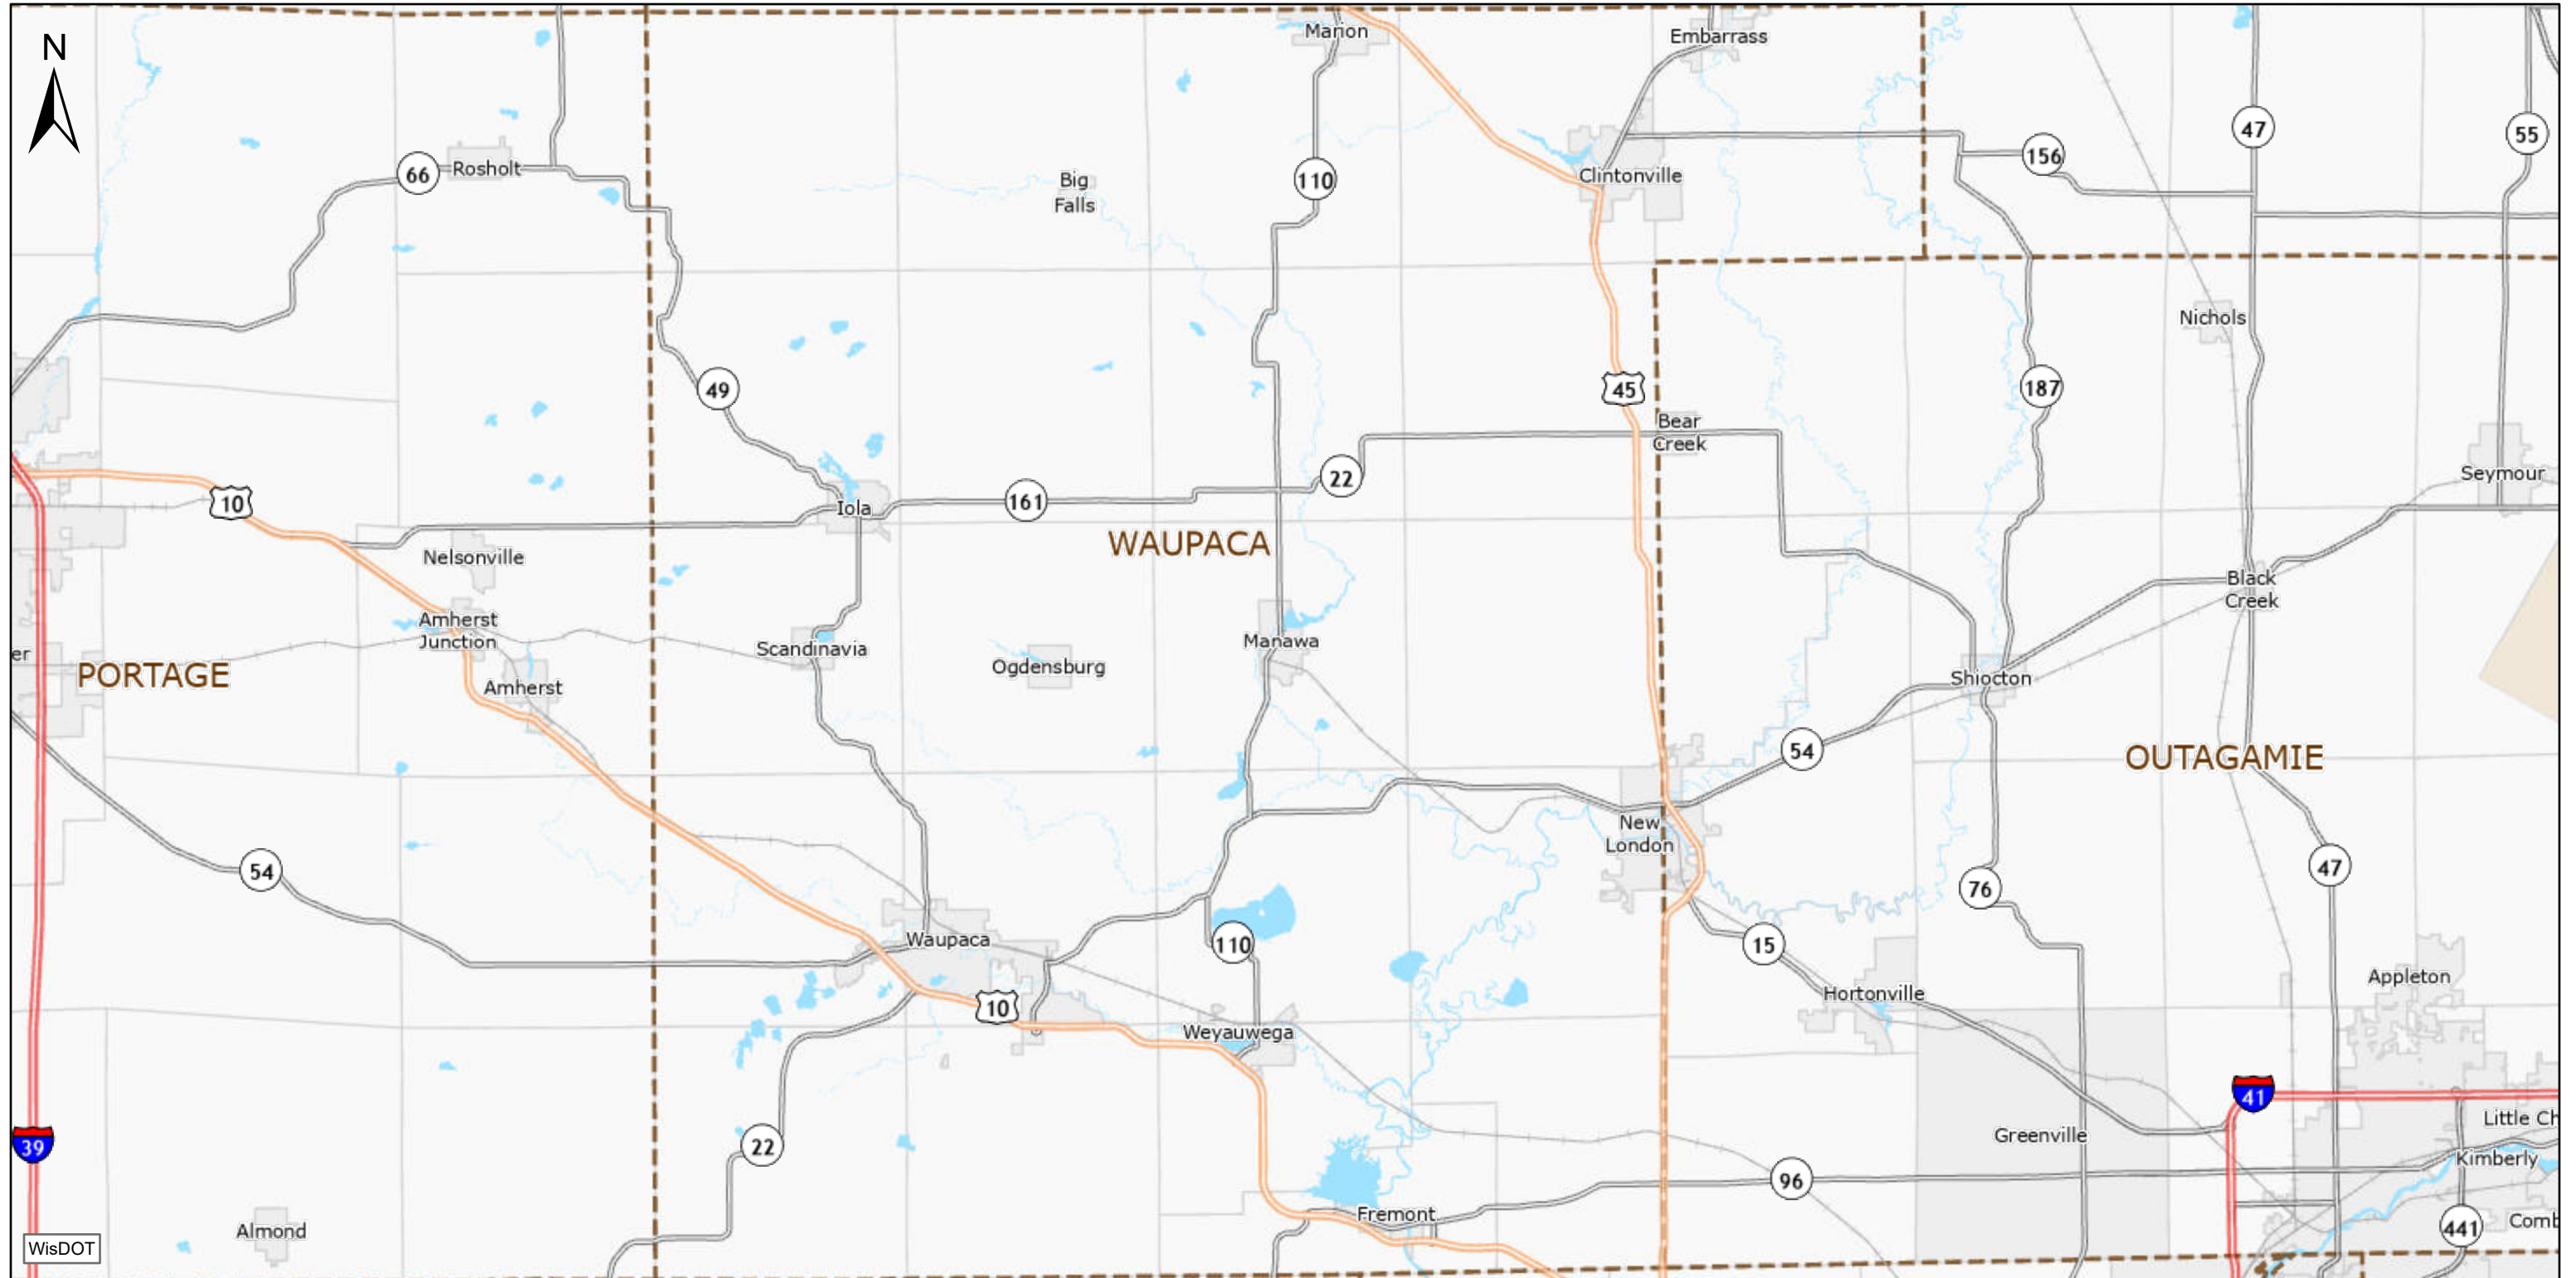 N
Marion
Embarrass
47
55
66
Rosholt
156
Big
Falls
110
Clintonville
Nichols
49
45
187
Bear
Creek
Seymour
10
Iola
161
22
WAUPACA
Nelsonville
Black
Creek
Amherst
Junction
Scandinavia
Ogdensburg
Manawa
er
PORTAGE
Amherst
Shiocton
54
OUTAGAMIE
New
London
54
47
76
Waupaca
110
15
Appleton
Hortonville
10
Weyauwega
41
39
22
Greenville
Little Ch
Kimberly
96
Almond
Fremont
441
Comb
WisDOT